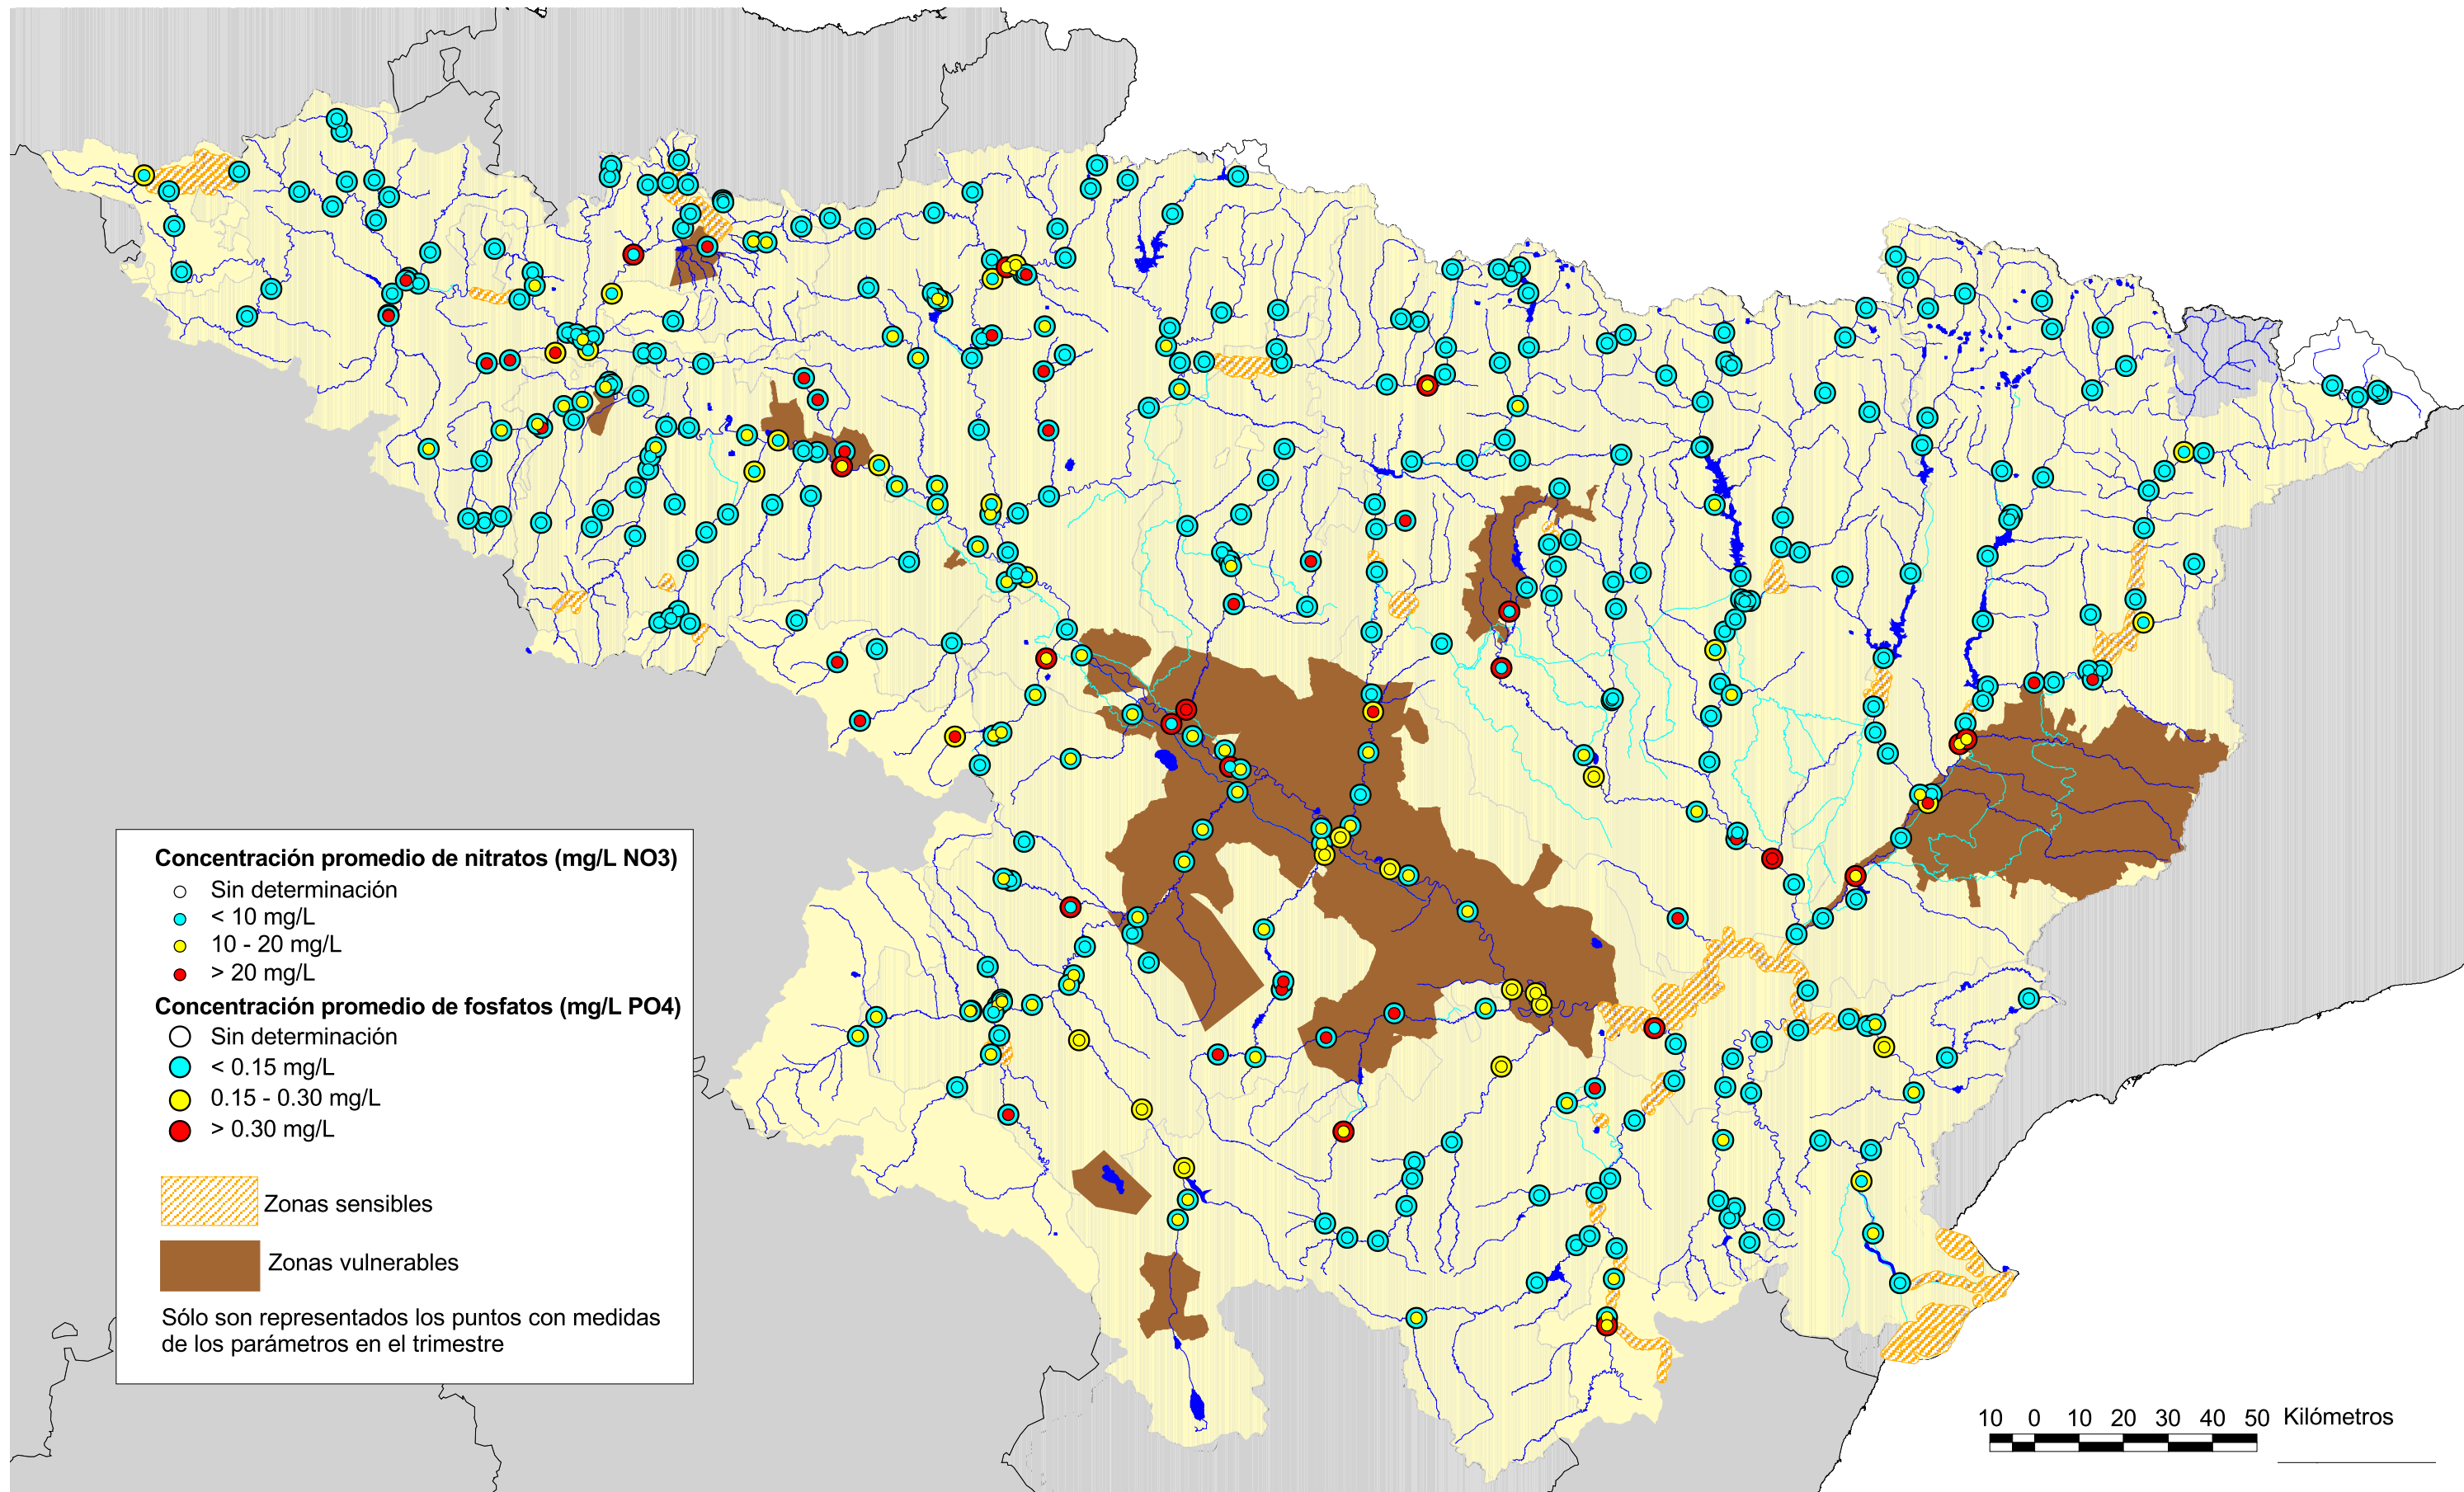 Concentración promedio de nitratos (mg/L NO3)
Sin determinación
< 10 mg/L
10 - 20 mg/L
> 20 mg/L
Concentración promedio de fosfatos (mg/L PO4)
Sin determinación
< 0.15 mg/L
0.15 - 0.30 mg/L
> 0.30 mg/L
Zonas sensibles
Zonas vulnerables
Sólo son representados los puntos con medidas
de los parámetros en el trimestre
10 0 10 20 30 40 50 Kilómetros